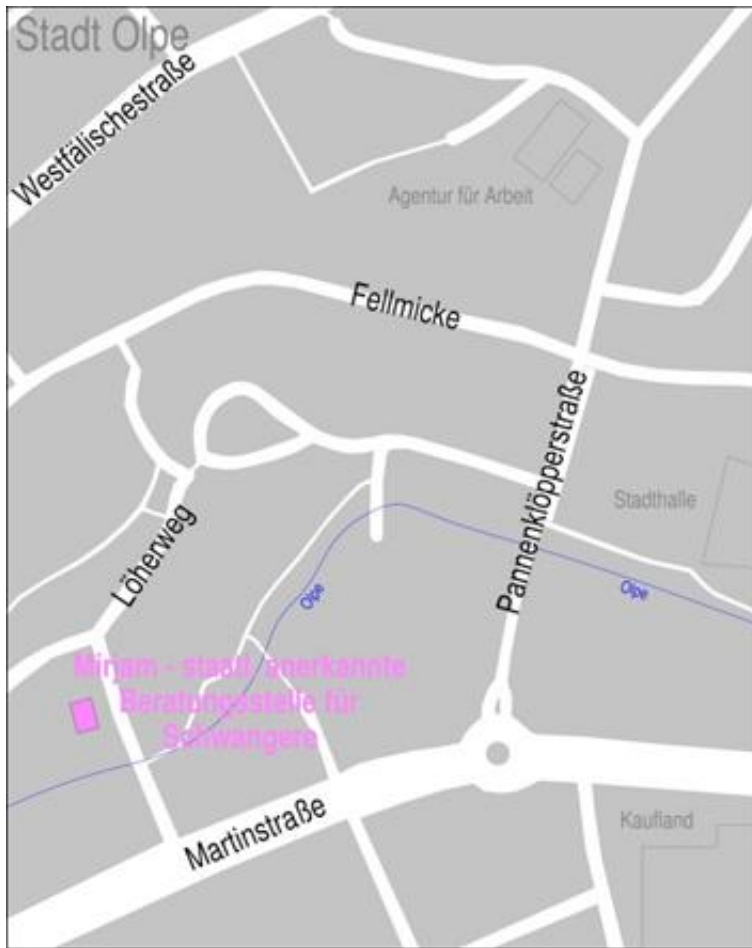 Stadt Olpe
Westfälischestraße
Agentur für Arbeit
Fellmicke
Pannenklöpperstraße
Stadthalle
Löherweg
Olpe
Olpe
Mirjam - staatl. anerkannte
Beratungsstelle für
Schwangere
Martinstraße
Kaufland